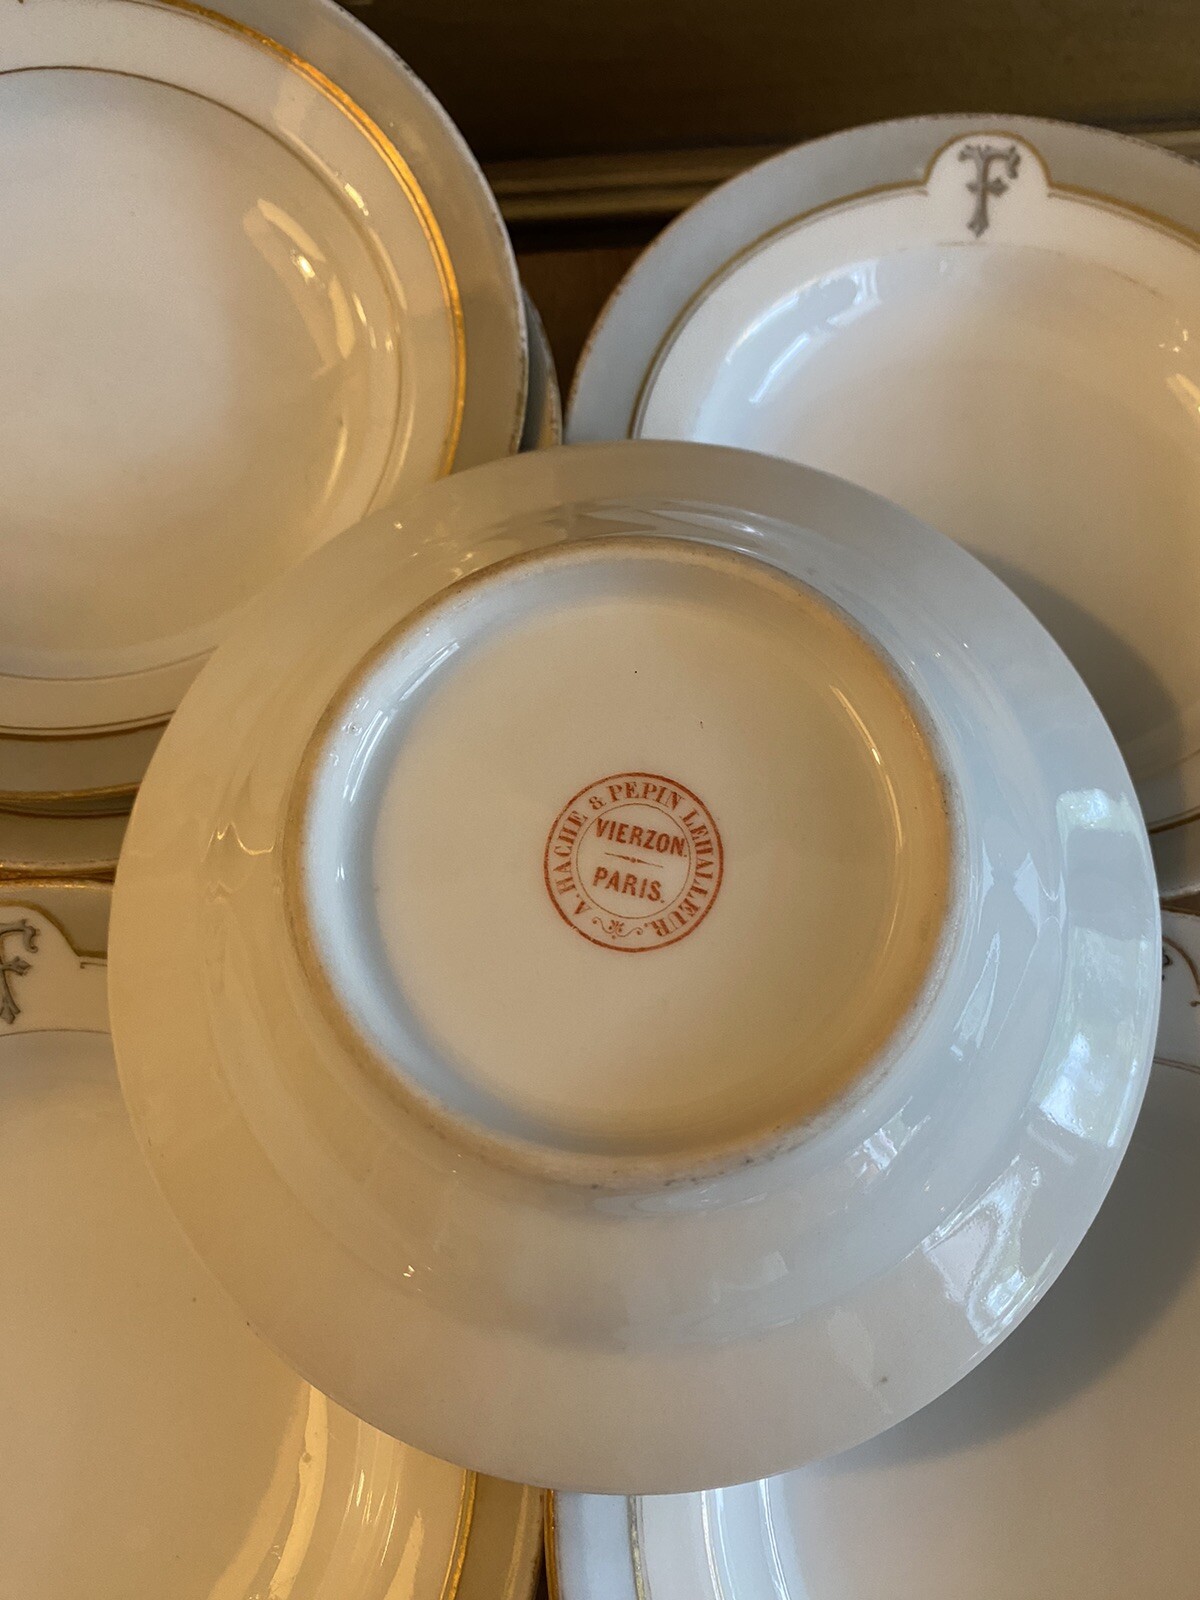 F
A. HACHE & PEPIN LEHALLEUR.
VIERZON.
PARIS.
F